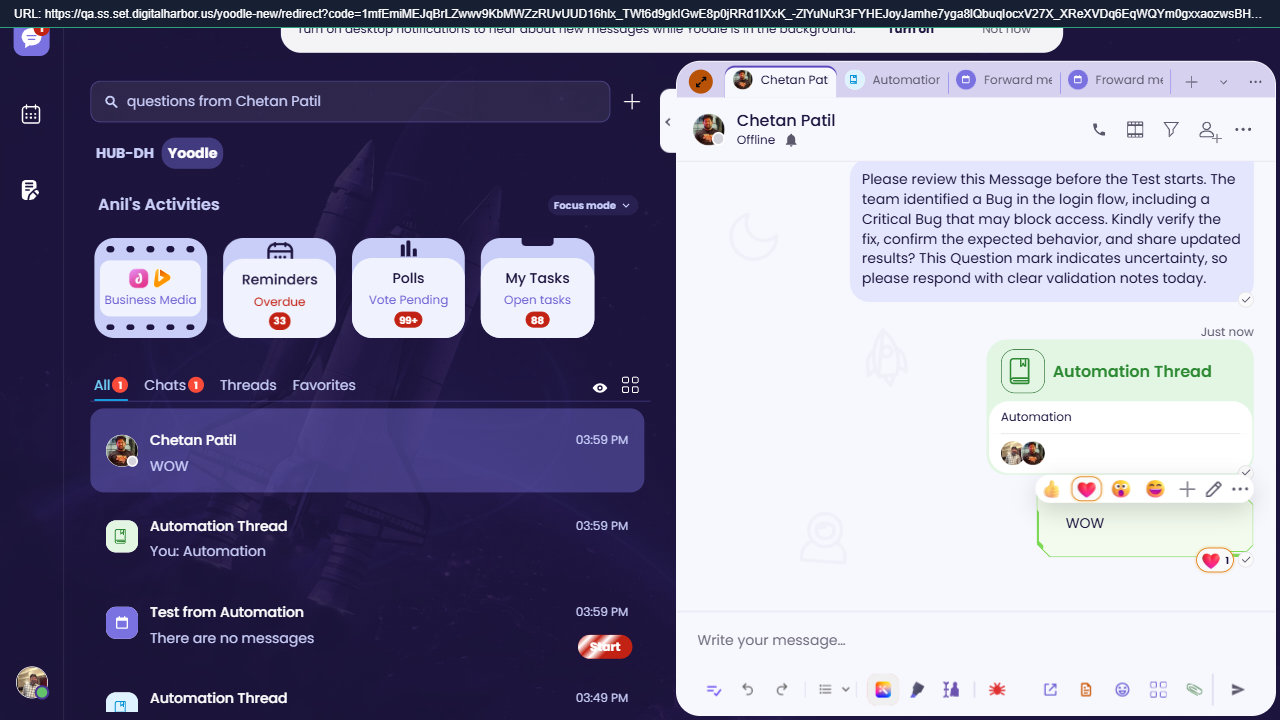 URL: https://qa.ss.set.digitalharbor.us/yoodle-new/redirect?code=
Turn on desktop notifications to hear about new messages while Yoodle is in the background. Turn on Not now
1
questions from Chetan Patil
HUB-DH Yoodle
Anil's Activities
Focus mode
Business Media
Reminders
Overdue
33
Polls
Vote Pending
99+
My Tasks
Open tasks
88
All 1 Chats 1 Threads Favorites
Chetan Patil 03:59 PM
WOW
Automation Thread 03:59 PM
You: Automation
Test from Automation 03:59 PM
There are no messages
Start
Automation Thread 03:49 PM
Chetan Pat Automation Forward me Froward me
Chetan Patil
Offline
Please review this Message before the Test starts. The
team identified a Bug in the login flow, including a
Critical Bug that may block access. Kindly verify the
fix, confirm the expected behavior, and share updated
results? This Question mark indicates uncertainty, so
please respond with clear validation notes today.
Just now
Automation Thread
Automation
WOW
1
Write your message...